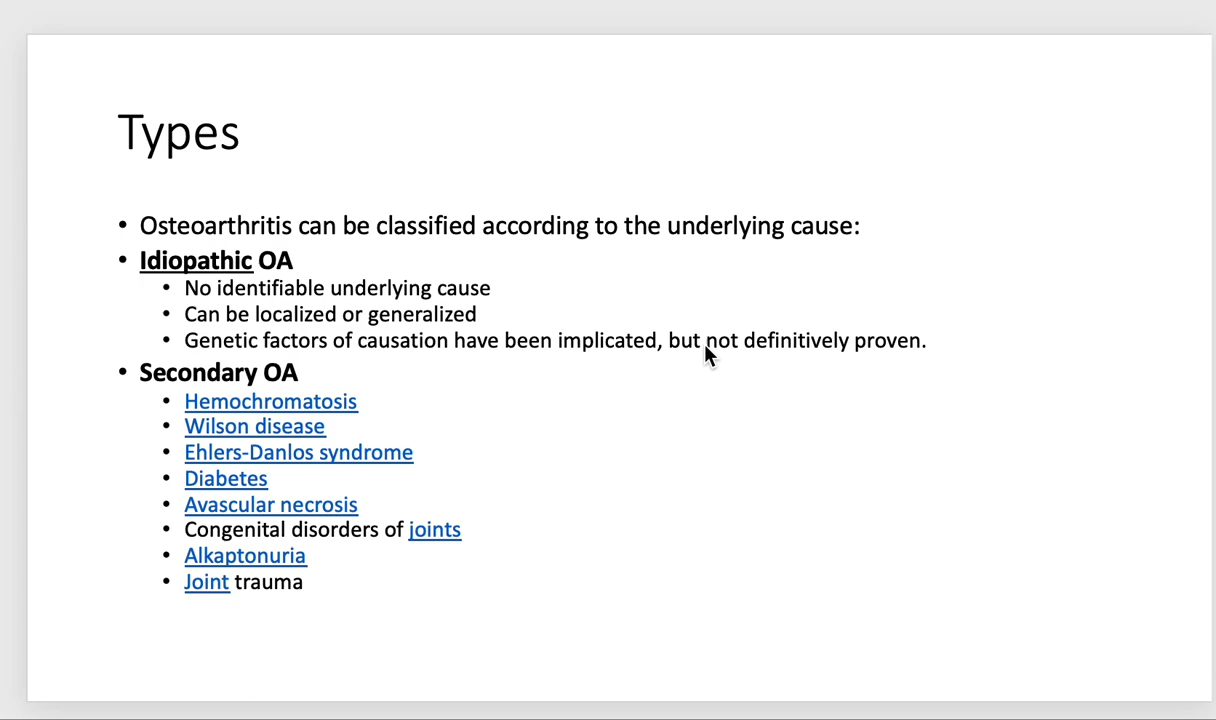 Types
• Osteoarthritis can be classified according to the underlying cause:
• Idiopathic OA
• No identifiable underlying cause
• Can be localized or generalized
• Genetic factors of causation have been implicated, but not definitively proven.
• Secondary OA
• Hemochromatosis
• Wilson disease
• Ehlers-Danlos syndrome
• Diabetes
• Avascular necrosis
• Congenital disorders of joints
• Alkaptonuria
• Joint trauma